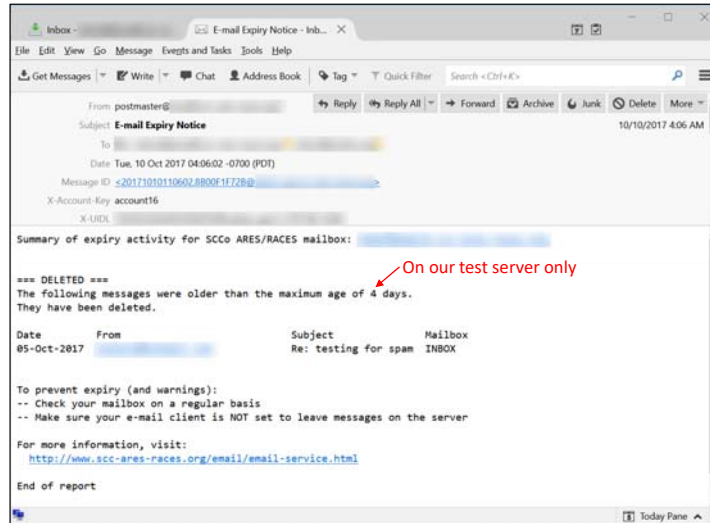 Inbox -
E-mail Expiry Notice - Inb...
File Edit View Go Message Events and Tasks Tools Help
Get Messages Write Chat Address Book Tag Quick Filter Search <Ctrl+K>
From postmaster@
Reply Reply All Forward Archive Junk Delete More
Subject E-mail Expiry Notice
10/10/2017 4:06 AM
To
Date Tue, 10 Oct 2017 04:06:02 -0700 (PDT)
Message ID <20171010110602.8B00F1F72B@ >
X-Account-Key account16
X-UIDL
Summary of expiry activity for SCCo ARES/RACES mailbox:
On our test server only
=== DELETED ===
The following messages were older than the maximum age of 4 days.
They have been deleted.
Date From Subject Mailbox
05-Oct-2017 Re: testing for spam INBOX
To prevent expiry (and warnings):
-- Check your mailbox on a regular basis
-- Make sure your e-mail client is NOT set to leave messages on the server
For more information, visit:
http://www.scc-ares-races.org/email/email-service.html
End of report
Today Pane